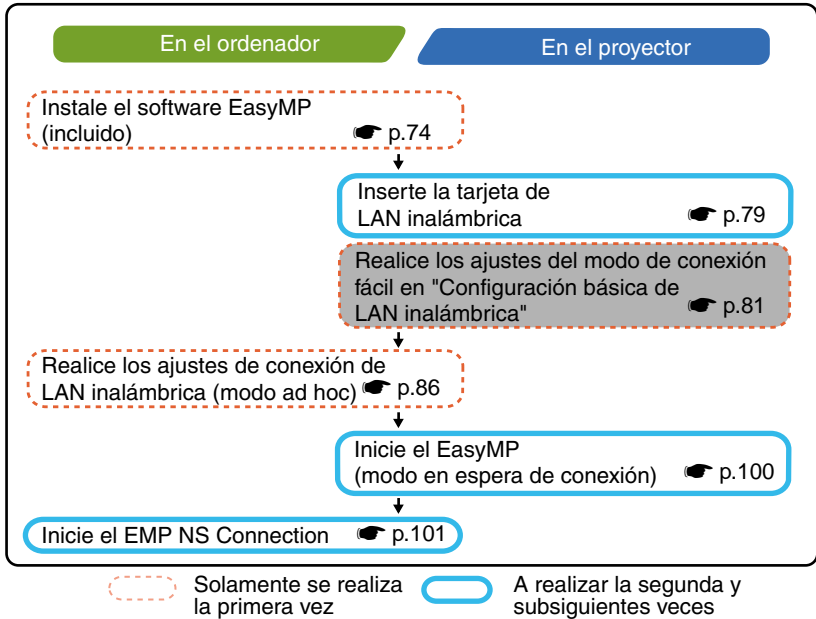 En el ordenador
En el proyector
Instale el software EasyMP
(incluido) p.74
Inserte la tarjeta de
LAN inalámbrica p.79
Realice los ajustes del modo de conexión
fácil en "Configuración básica de
LAN inalámbrica" p.81
Realice los ajustes de conexión de
LAN inalámbrica (modo ad hoc) p.86
Inicie el EasyMP
(modo en espera de conexión) p.100
Inicie el EMP NS Connection p.101
Solamente se realiza
la primera vez
A realizar la segunda y
subsiguientes veces